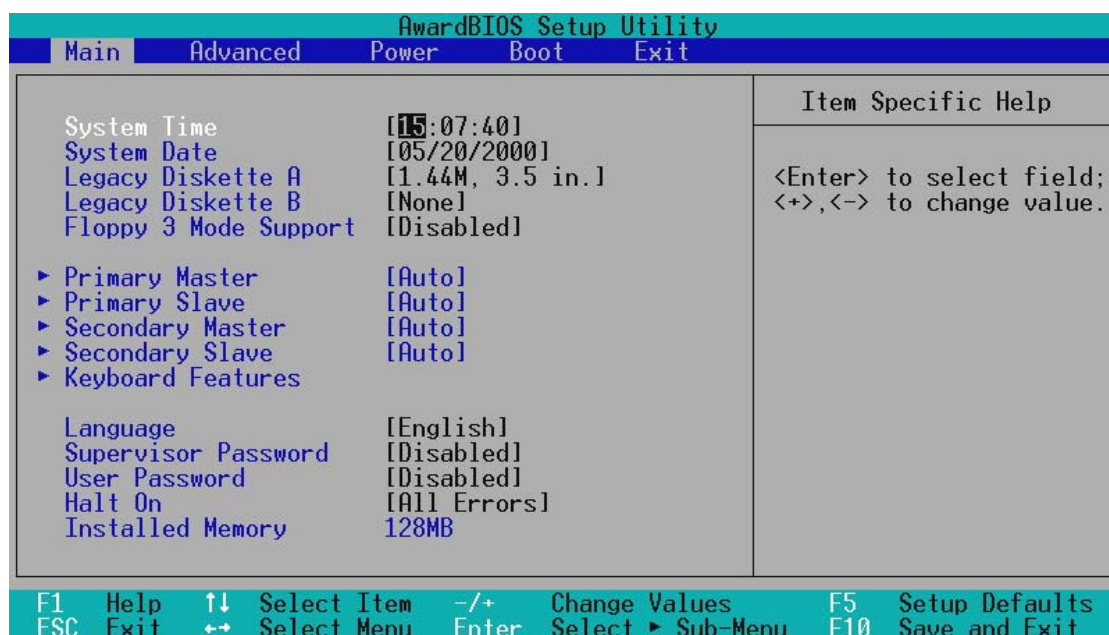 AwardBIOS Setup Utility
Main Advanced Power Boot Exit
System Time [15:07:40]
System Date [05/20/2000]
Legacy Diskette A [1.44M, 3.5 in.]
Legacy Diskette B [None]
Floppy 3 Mode Support [Disabled]
▶ Primary Master [Auto]
▶ Primary Slave [Auto]
▶ Secondary Master [Auto]
▶ Secondary Slave [Auto]
▶ Keyboard Features
Language [English]
Supervisor Password [Disabled]
User Password [Disabled]
Halt On [All Errors]
Installed Memory 128MB
Item Specific Help
<Enter> to select field;
<+>,<-> to change value.
F1 Help ↑↓ Select Item -/+ Change Values F5 Setup Defaults
ESC Exit ←→ Select Menu Enter Select ▶ Sub-Menu F10 Save and Exit